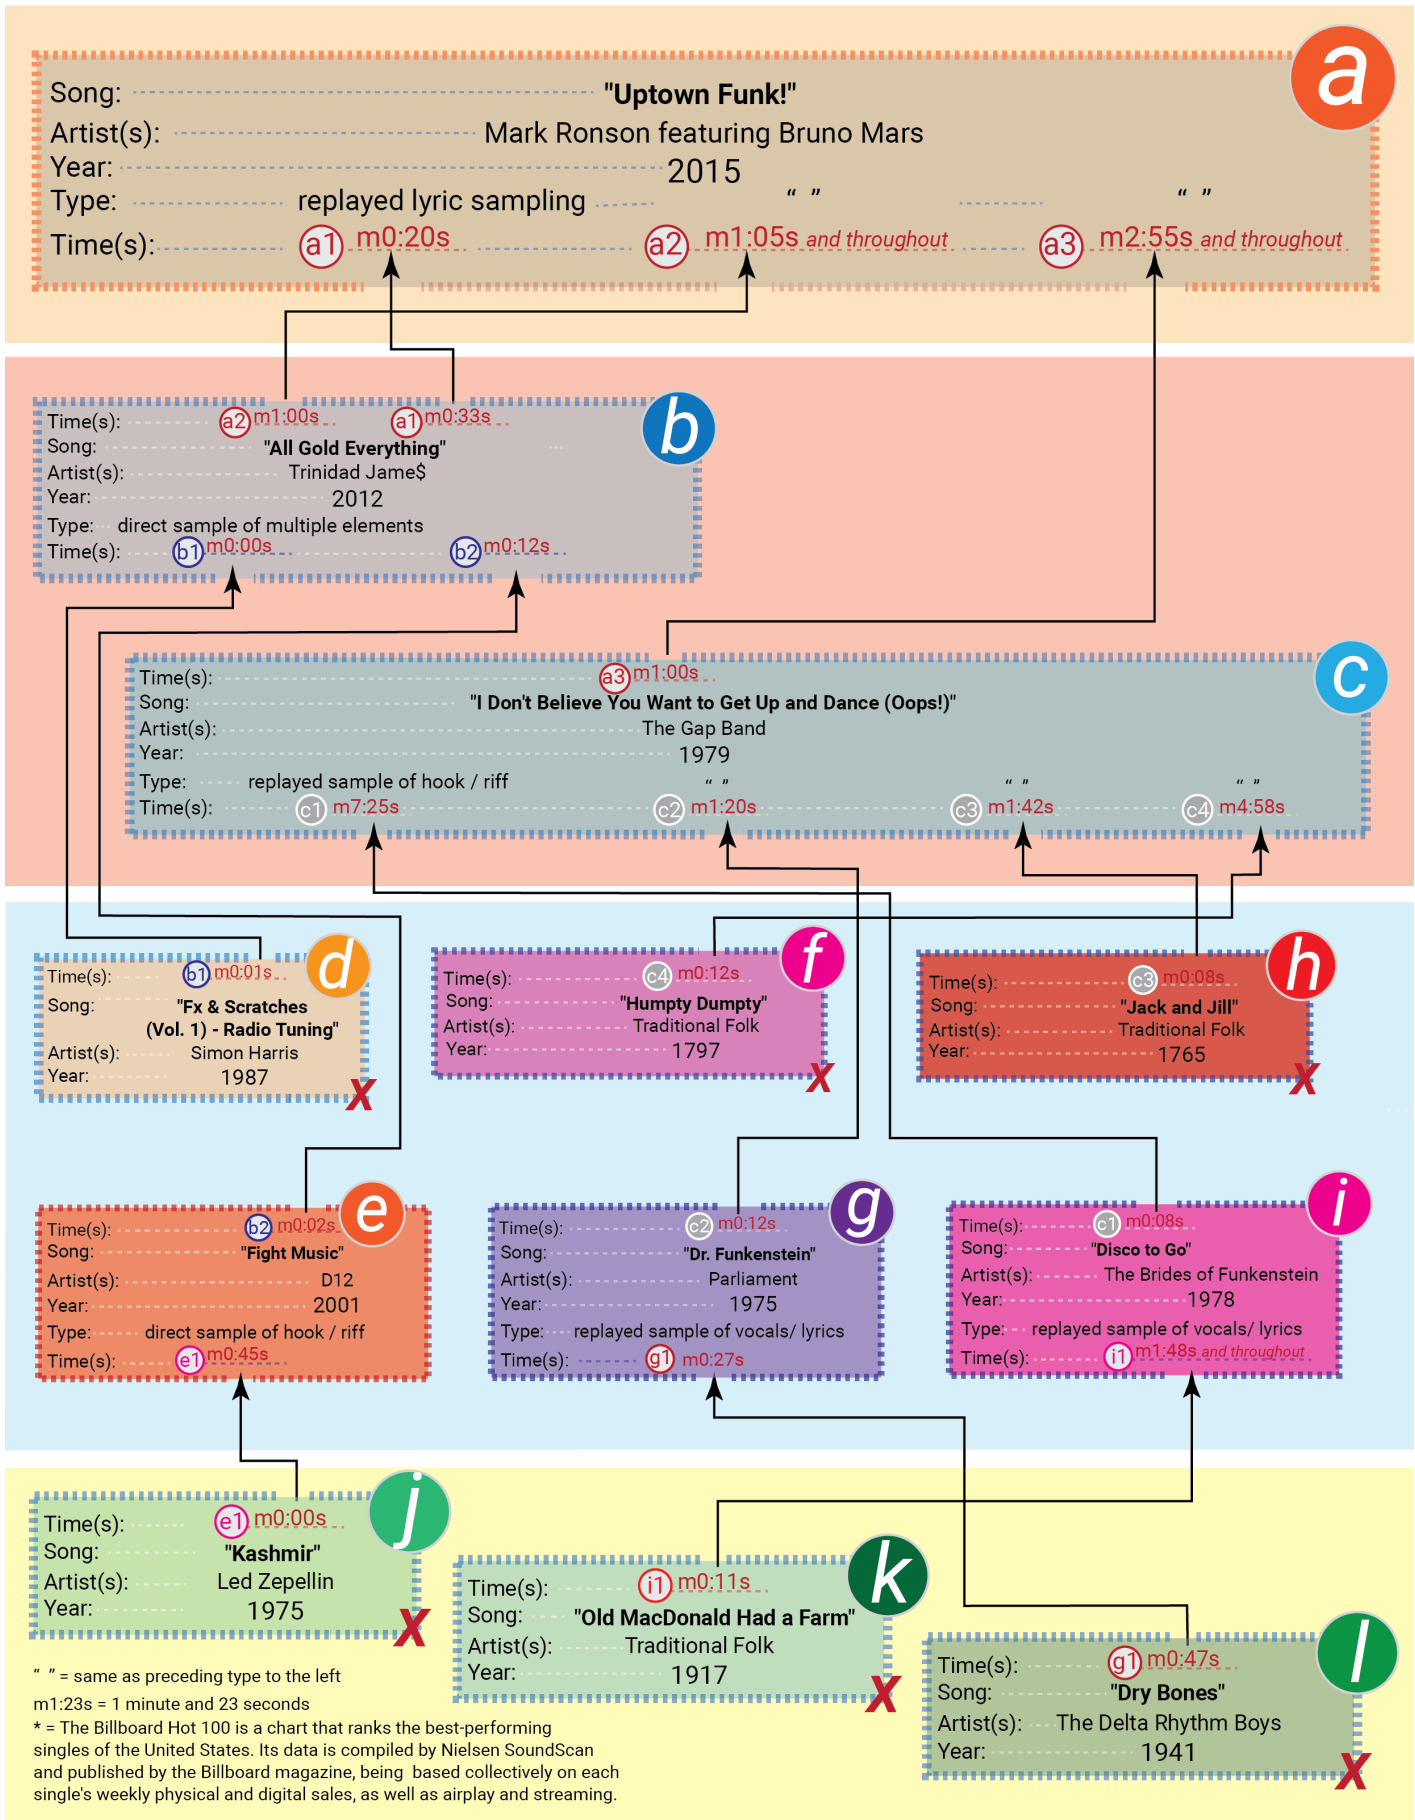 a
Song: "Uptown Funk!"
Artist(s): Mark Ronson featuring Bruno Mars
Year: 2015
Type: replayed lyric sampling “ ” “ ”
Time(s): a1 m0:20s a2 m1:05s and throughout a3 m2:55s and throughout
b
Time(s): a2 m1:00s a1 m0:33s
Song: "All Gold Everything"
Artist(s): Trinidad Jame$
Year: 2012
Type: direct sample of multiple elements
Time(s): b1 m0:00s b2 m0:12s
c
Time(s): a3 m1:00s
Song: "I Don't Believe You Want to Get Up and Dance (Oops!)"
Artist(s): The Gap Band
Year: 1979
Type: replayed sample of hook / riff “ ” “ ” “ ”
Time(s): c1 m7:25s c2 m1:20s c3 m1:42s c4 m4:58s
d
Time(s): b1 m0:01s
Song: "Fx & Scratches
(Vol. 1) - Radio Tuning"
Artist(s): Simon Harris
Year: 1987
x
f
Time(s): c4 m0:12s
Song: "Humpty Dumpty"
Artist(s): Traditional Folk
Year: 1797
x
h
Time(s): c3 m0:08s
Song: "Jack and Jill"
Artist(s): Traditional Folk
Year: 1765
x
e
Time(s): b2 m0:02s
Song: "Fight Music"
Artist(s): D12
Year: 2001
Type: direct sample of hook / riff
Time(s): e1 m0:45s
g
Time(s): c2 m0:12s
Song: "Dr. Funkenstein"
Artist(s): Parliament
Year: 1975
Type: replayed sample of vocals/ lyrics
Time(s): g1 m0:27s
i
Time(s): c1 m0:08s
Song: "Disco to Go"
Artist(s): The Brides of Funkenstein
Year: 1978
Type: replayed sample of vocals/ lyrics
Time(s): i1 m1:48s and throughout
j
Time(s): e1 m0:00s
Song: "Kashmir"
Artist(s): Led Zepellin
Year: 1975
x
k
Time(s): i1 m0:11s
Song: "Old MacDonald Had a Farm"
Artist(s): Traditional Folk
Year: 1917
x
l
Time(s): g1 m0:47s
Song: "Dry Bones"
Artist(s): The Delta Rhythm Boys
Year: 1941
x
“ ” = same as preceding type to the left
m1:23s = 1 minute and 23 seconds
* = The Billboard Hot 100 is a chart that ranks the best-performing
singles of the United States. Its data is compiled by Nielsen SoundScan
and published by the Billboard magazine, being based collectively on each
single's weekly physical and digital sales, as well as airplay and streaming.